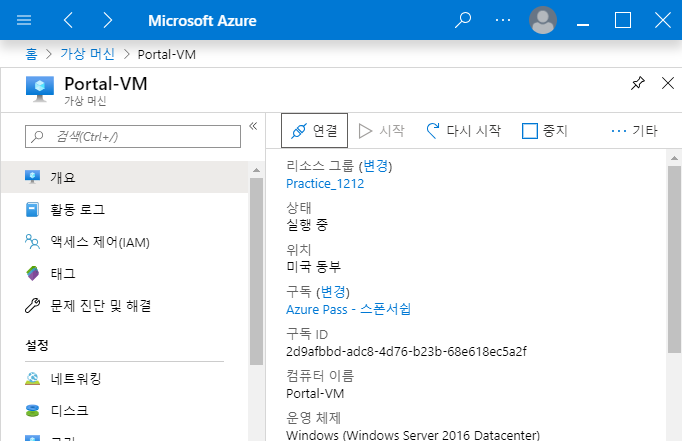 Microsoft Azure
홈 > 가상 머신 > Portal-VM
Portal-VM
가상 머신
검색(Ctrl+/)
«
연결
시작
다시 시작
중지
··· 기타
개요
활동 로그
액세스 제어(IAM)
태그
문제 진단 및 해결
설정
네트워킹
디스크
리소스 그룹 (변경)
Practice_1212
상태
실행 중
위치
미국 동부
구독 (변경)
Azure Pass - 스폰서쉽
구독 ID
2d9afbbd-adc8-4d76-b23b-68e618ec5a2f
컴퓨터 이름
Portal-VM
운영 체제
Windows (Windows Server 2016 Datacenter)